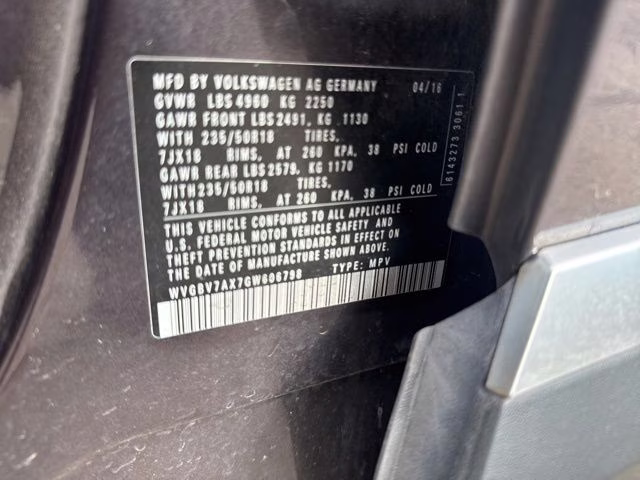 MFD BY VOLKSWAGEN AG GERMANY 04/16
GVWR LBS 4960 KG 2250
GAWR FRONT LBS 2491, KG 1130
WITH 235/50R18 TIRES,
7JX18 RIMS, AT 260 KPA, 38 PSI COLD
GAWR REAR LBS 2579, KG 1170
WITH 235/50R18 TIRES,
7JX18 RIMS, AT 260 KPA, 38 PSI COLD
THIS VEHICLE CONFORMS TO ALL APPLICABLE
U.S. FEDERAL MOTOR VEHICLE SAFETY AND
THEFT PREVENTION STANDARDS IN EFFECT ON
THE DATE OF MANUFACTURE SHOWN ABOVE.
TYPE: MPV
6143273 3061 1